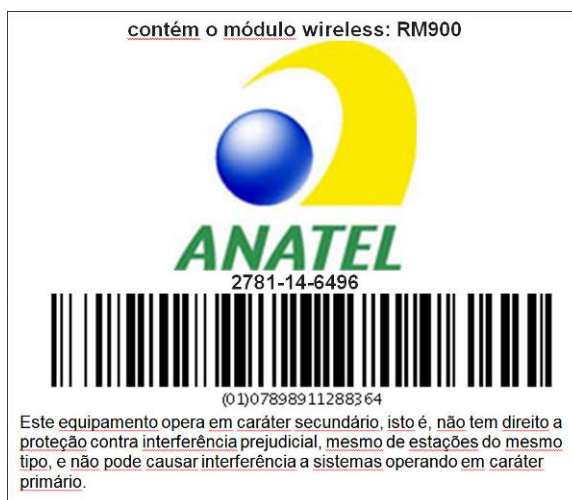 contém o módulo wireless: RM900
ANATEL
2781-14-6496
(01)07898911288364
Este equipamento opera em caráter secundário, isto é, não tem direito a
proteção contra interferência prejudicial, mesmo de estações do mesmo
tipo, e não pode causar interferência a sistemas operando em caráter
primário.